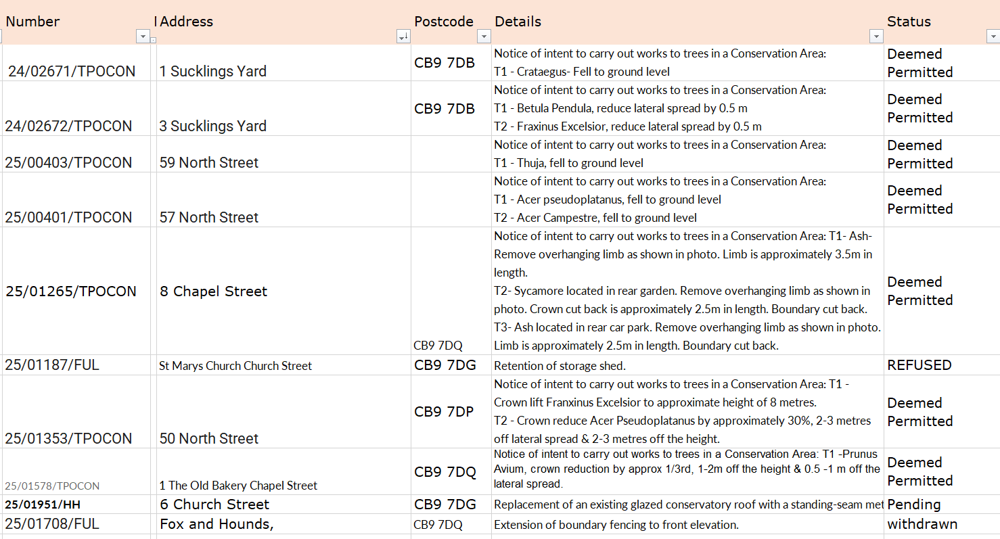 Number I Address Postcode Details Status
24/02671/TPOCON 1 Sucklings Yard CB9 7DB Notice of intent to carry out works to trees in a Conservation Area: Deemed
T1 - Crataegus- Fell to ground level Permitted
24/02672/TPOCON 3 Sucklings Yard CB9 7DB Notice of intent to carry out works to trees in a Conservation Area: Deemed
T1 - Betula Pendula, reduce lateral spread by 0.5 m Permitted
T2 - Fraxinus Excelsior, reduce lateral spread by 0.5 m
25/00403/TPOCON 59 North Street Notice of intent to carry out works to trees in a Conservation Area: Deemed
T1 - Thuja, fell to ground level Permitted
25/00401/TPOCON 57 North Street Notice of intent to carry out works to trees in a Conservation Area: Deemed
T1 - Acer pseudoplatanus, fell to ground level Permitted
T2 - Acer Campestre, fell to ground level
25/01265/TPOCON 8 Chapel Street CB9 7DQ Notice of intent to carry out works to trees in a Conservation Area: T1- Ash- Deemed
Remove overhanging limb as shown in photo. Limb is approximately 3.5m in Permitted
length.
T2- Sycamore located in rear garden. Remove overhanging limb as shown in
photo. Crown cut back is approximately 2.5m in length. Boundary cut back.
T3- Ash located in rear car park. Remove overhanging limb as shown in photo.
Limb is approximately 2.5m in length. Boundary cut back.
25/01187/FUL St Marys Church Church Street CB9 7DG Retention of storage shed. REFUSED
25/01353/TPOCON 50 North Street CB9 7DP Notice of intent to carry out works to trees in a Conservation Area: T1 - Deemed
Crown lift Franxinus Excelsior to approximate height of 8 metres. Permitted
T2 - Crown reduce Acer Pseudoplatanus by approximately 30%, 2-3 metres
off lateral spread & 2-3 metres off the height.
25/01578/TPOCON 1 The Old Bakery Chapel Street CB9 7DQ Notice of intent to carry out works to trees in a Conservation Area: T1 -Prunus Deemed
Avium, crown reduction by approx 1/3rd, 1-2m off the height & 0.5 -1 m off the Permitted
lateral spread.
25/01951/HH 6 Church Street CB9 7DG Replacement of an existing glazed conservatory roof with a standing-seam met Pending
25/01708/FUL Fox and Hounds, CB9 7DQ Extension of boundary fencing to front elevation. withdrawn